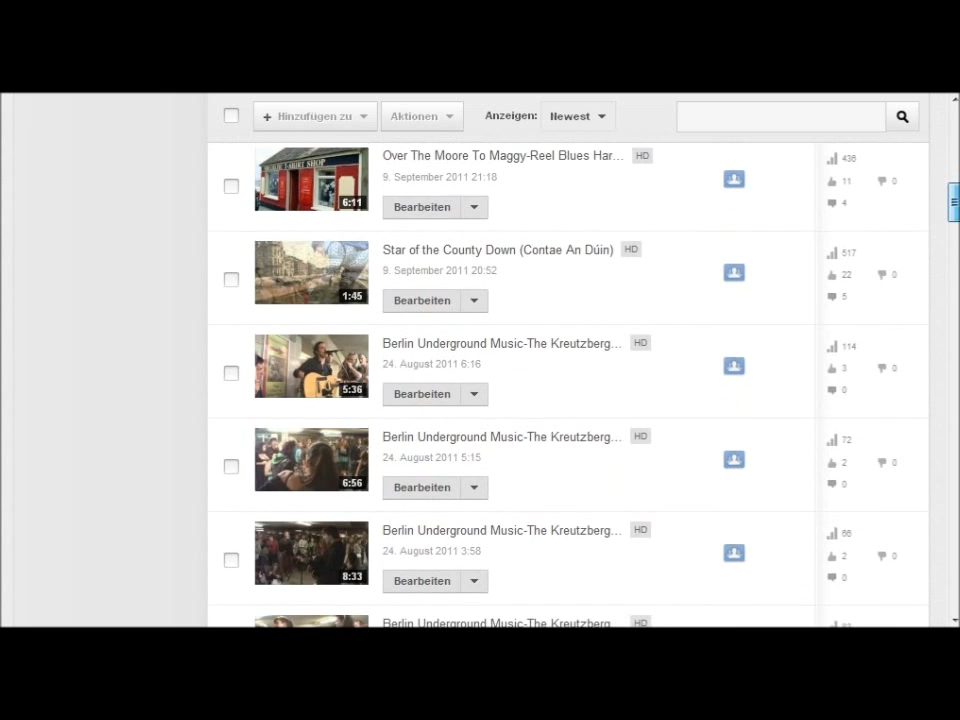 + Hinzufügen zu
Aktionen
Anzeigen:
Newest
T-SHIRT SHOP
6:11
Over The Moore To Maggy-Reel Blues Har...
HD
9. September 2011 21:18
Bearbeiten
436
11
0
4
1:45
Star of the County Down (Contae An Dúin)
HD
9. September 2011 20:52
Bearbeiten
517
22
0
5
5:36
Berlin Underground Music-The Kreutzberg...
HD
24. August 2011 6:16
Bearbeiten
114
3
0
0
6:56
Berlin Underground Music-The Kreutzberg...
HD
24. August 2011 5:15
Bearbeiten
72
2
0
0
8:33
Berlin Underground Music-The Kreutzberg...
HD
24. August 2011 3:58
Bearbeiten
66
2
0
0
Berlin Underground Music-The Kreutzberg...
HD